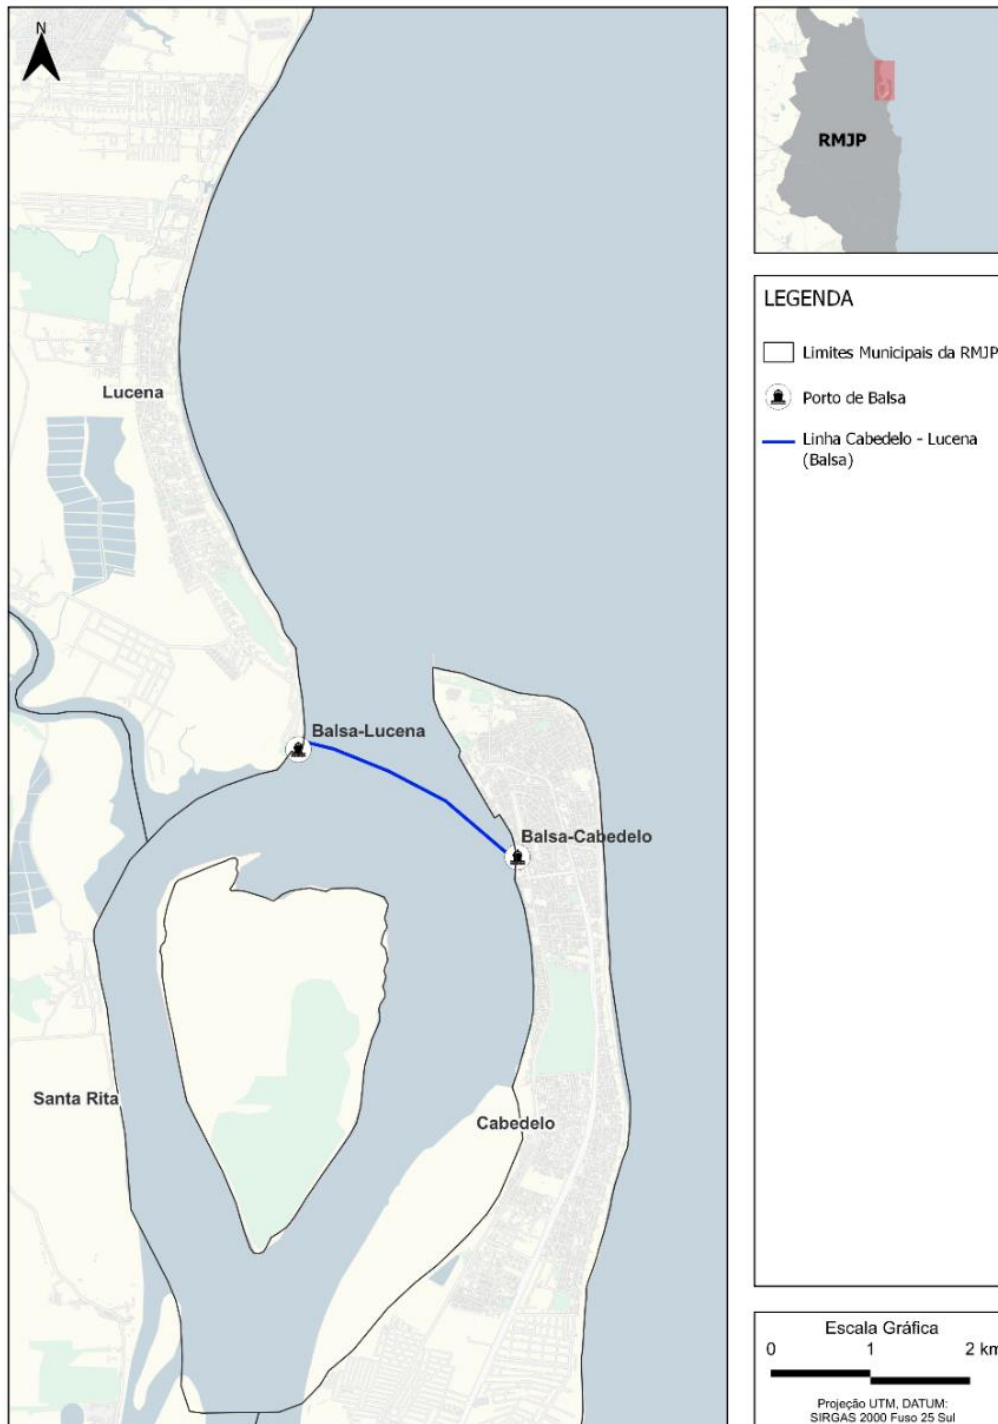 N
RMJP
LEGENDA
Limites Municipais da RMJP
Porto de Balsa
Linha Cabedelo - Lucena
(Balsa)
Lucena
Balsa-Lucena
Balsa-Cabedelo
Santa Rita
Cabedelo
Escala Gráfica
0 1 2 km
Projeção UTM, DATUM:
SIRGAS 2000 Fuso 25 Sul